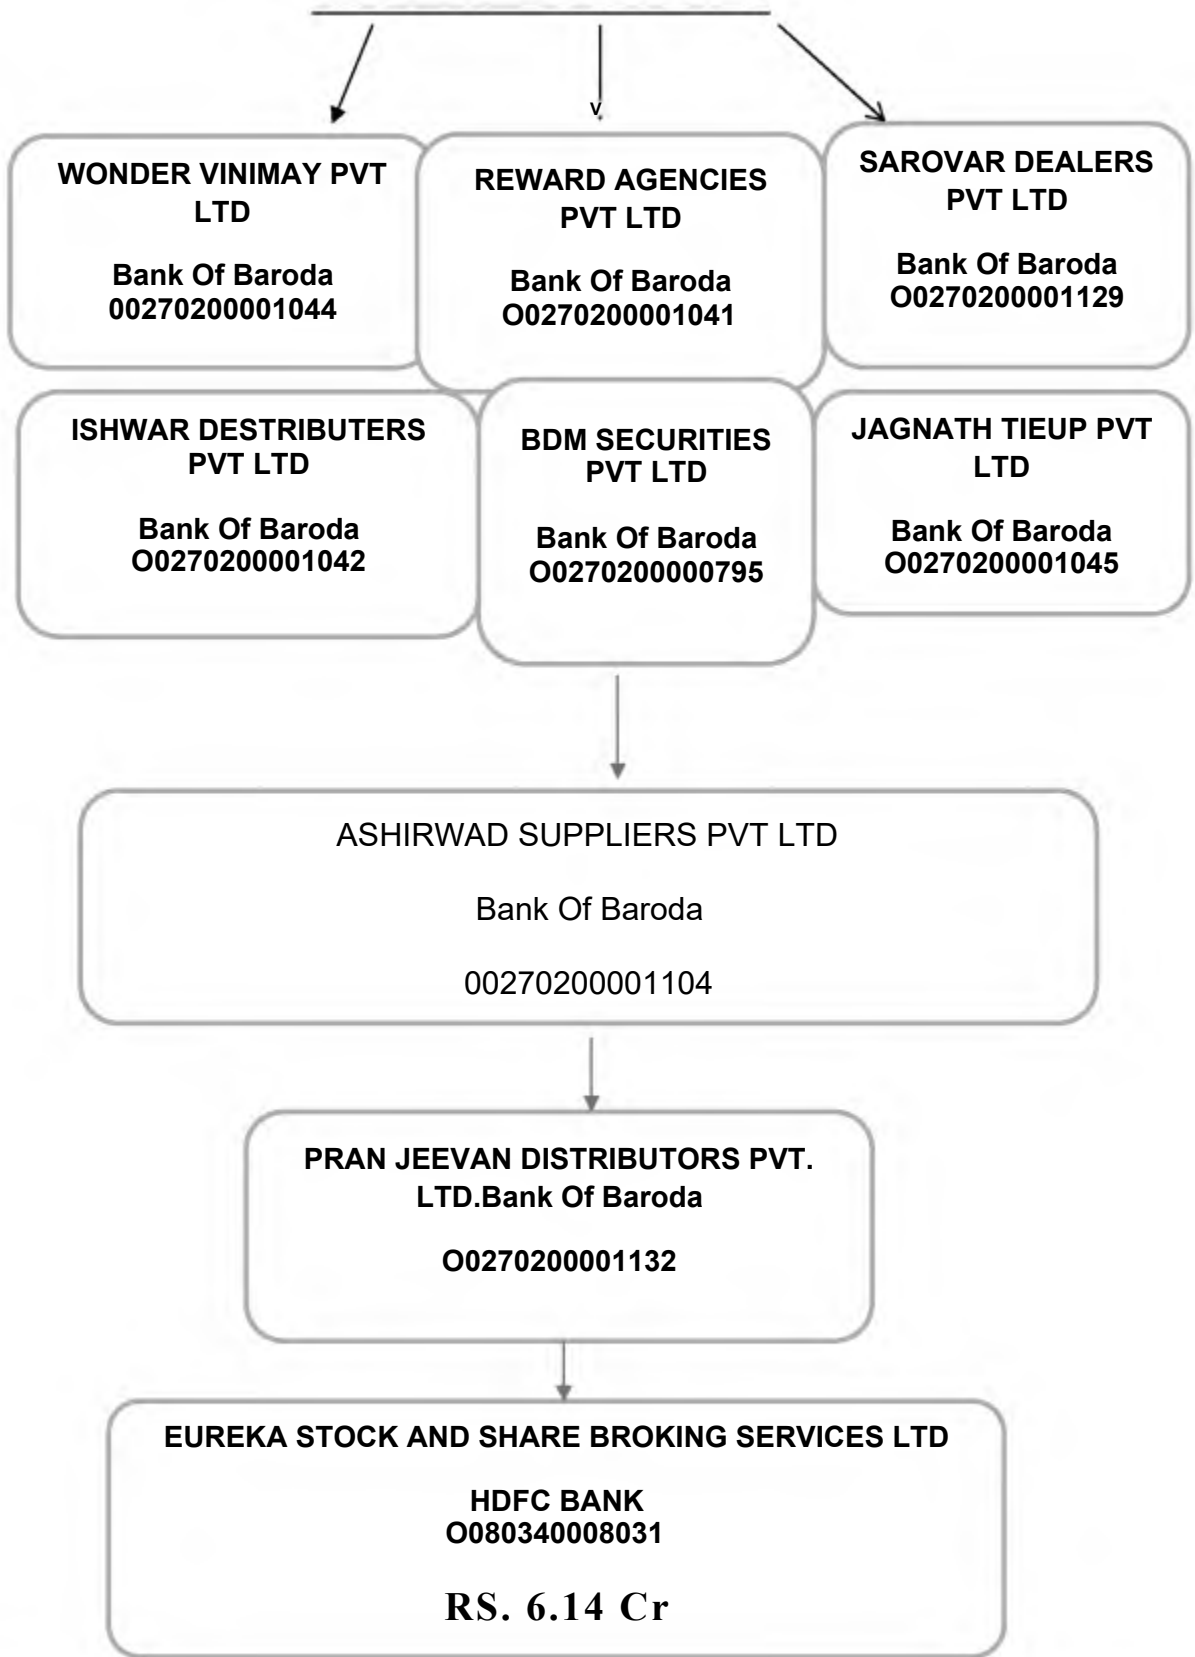 WONDER VINIMAY PVT
LTD
Bank Of Baroda
00270200001044
REWARD AGENCIES
PVT LTD
Bank Of Baroda
O0270200001041
SAROVAR DEALERS
PVT LTD
Bank Of Baroda
O0270200001129
ISHWAR DESTRIBUTERS
PVT LTD
Bank Of Baroda
O0270200001042
BDM SECURITIES
PVT LTD
Bank Of Baroda
O0270200000795
JAGNATH TIEUP PVT
LTD
Bank Of Baroda
O0270200001045
ASHIRWAD SUPPLIERS PVT LTD
Bank Of Baroda
00270200001104
PRAN JEEVAN DISTRIBUTORS PVT.
LTD.Bank Of Baroda
O0270200001132
EUREKA STOCK AND SHARE BROKING SERVICES LTD
HDFC BANK
O080340008031
RS. 6.14 Cr